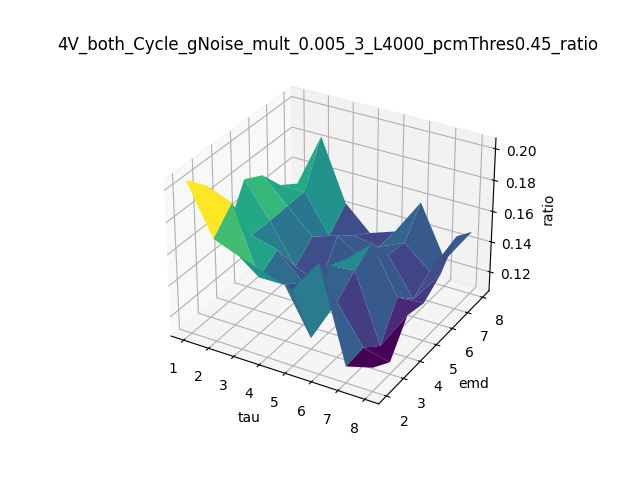 4V_both_Cycle_gNoise_mult_0.005_3_L4000_pcmThres0.45_ratio
0.20
0.18
0.16
0.14
0.12
ratio
1 2 3 4 5 6 7 8
tau
2 3 4 5 6 7 8
emd